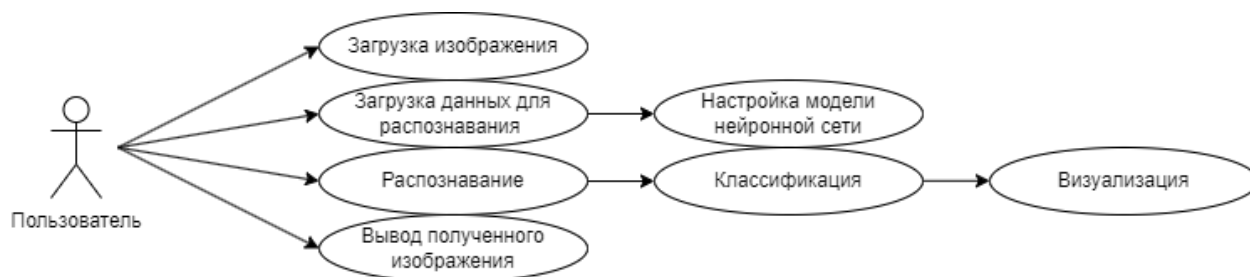 Загрузка изображения
Загрузка данных для
распознавания
Настройка модели
нейронной сети
Распознавание
Классификация
Визуализация
Пользователь
Вывод полученного
изображения